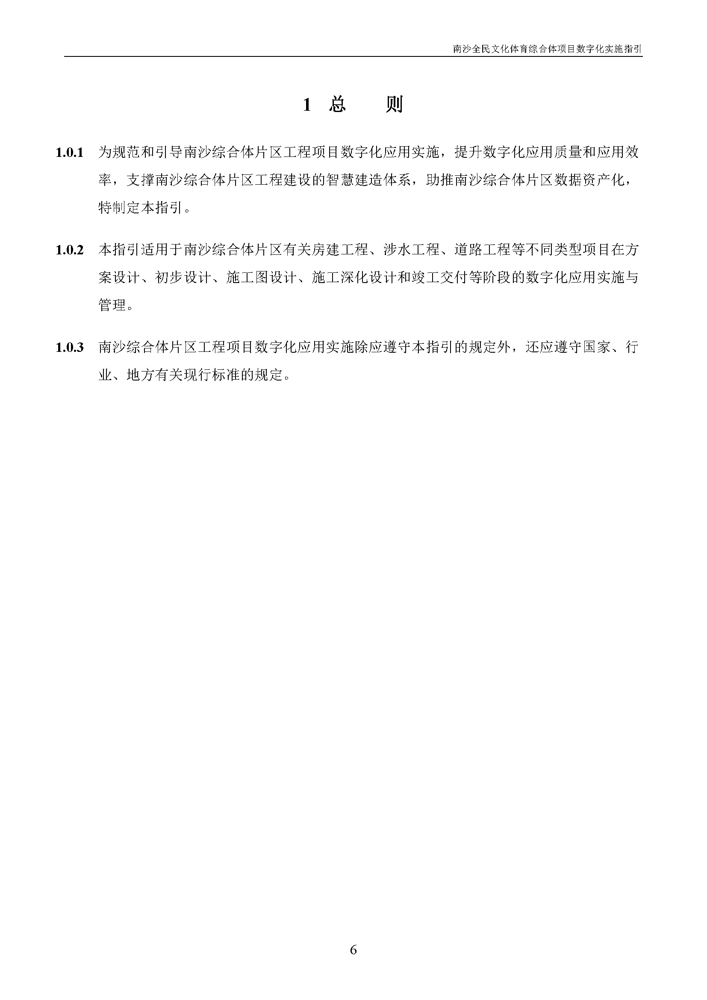 南沙全民文化体育综合体项目数字化实施指引
1 总 则
1.0.1 为规范和引导南沙综合体片区工程项目数字化应用实施，提升数字化应用质量和应用效
率，支撑南沙综合体片区工程建设的智慧建造体系，助推南沙综合体片区数据资产化，
特制定本指引。
1.0.2 本指引适用于南沙综合体片区有关房建工程、涉水工程、道路工程等不同类型项目在方
案设计、初步设计、施工图设计、施工深化设计和竣工交付等阶段的数字化应用实施与
管理。
1.0.3 南沙综合体片区工程项目数字化应用实施除应遵守本指引的规定外，还应遵守国家、行
业、地方有关现行标准的规定。
6